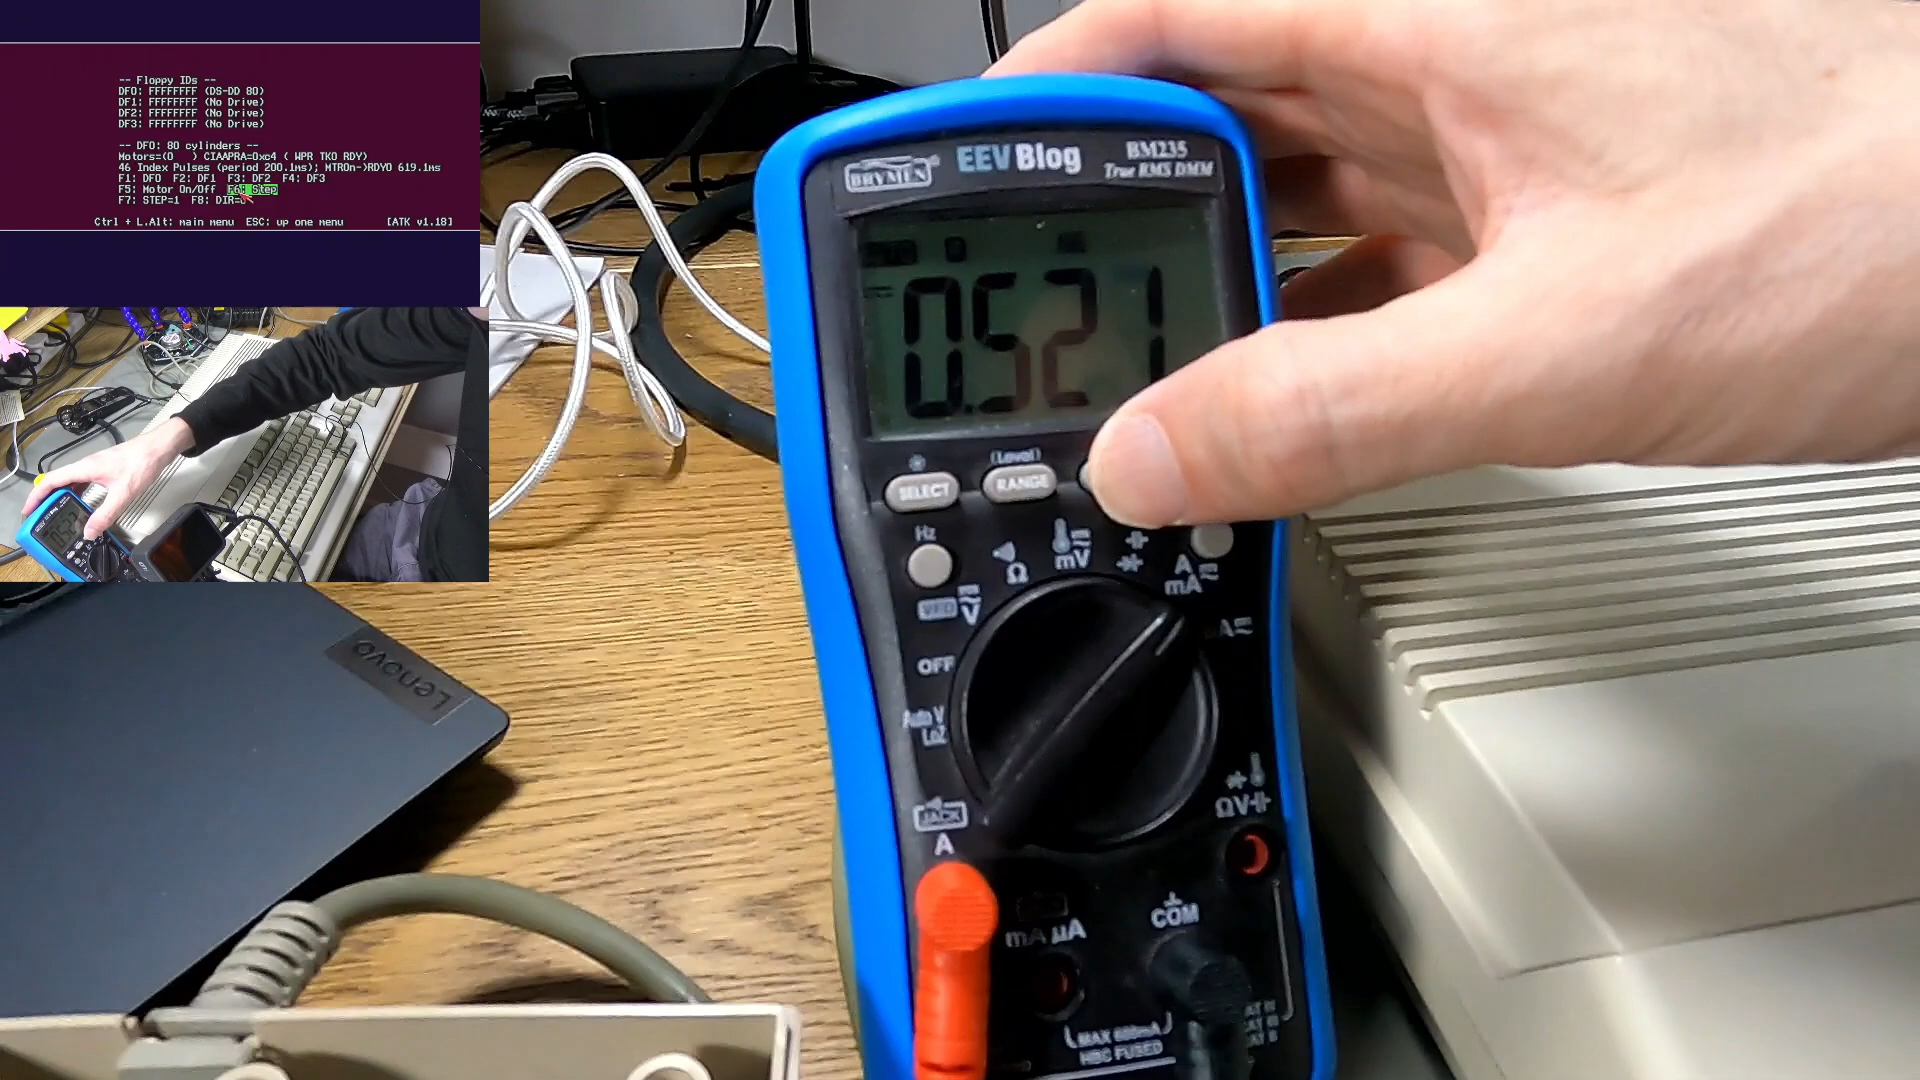 -- Floppy IDs --
DF0: FFFFFFFF (DS-DD 80)
DF1: FFFFFFFF (No Drive)
DF2: FFFFFFFF (No Drive)
DF3: FFFFFFFF (No Drive)
-- DF0: 80 cylinders --
Motors=(0   ) CIAAPRA=0xc4 ( WPR TK0 RDY)
46 Index Pulses (period 200.1ms); MTROn->RDY0 619.1ms
F1: DF0  F2: DF1  F3: DF2  F4: DF3
F5: Motor On/Off  F6: Step
F7: STEP=1  F8: DIR=
Ctrl + L.Alt: main menu  ESC: up one menu  [ATK v1.18]
BRYMEN
EEVBlog
BM235
True RMS DMM
0.521
(Level)
SELECT
RANGE
Hz
Ω
mV
A
mA
VFD
V
A
OFF
Auto V
LoZ
JACK
ΩV
A
COM
mA µA
MAX 600mA
HBC FUSED
Lenovo